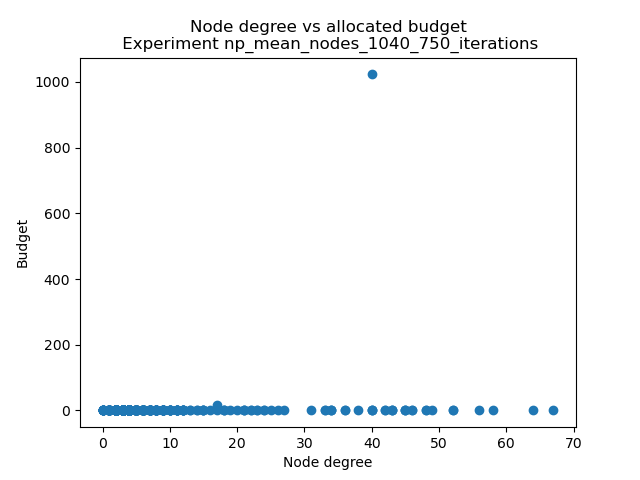 Node degree vs allocated budget
Experiment np_mean_nodes_1040_750_iterations
1000
800
600
400
200
0
Budget
0 10 20 30 40 50 60 70
Node degree